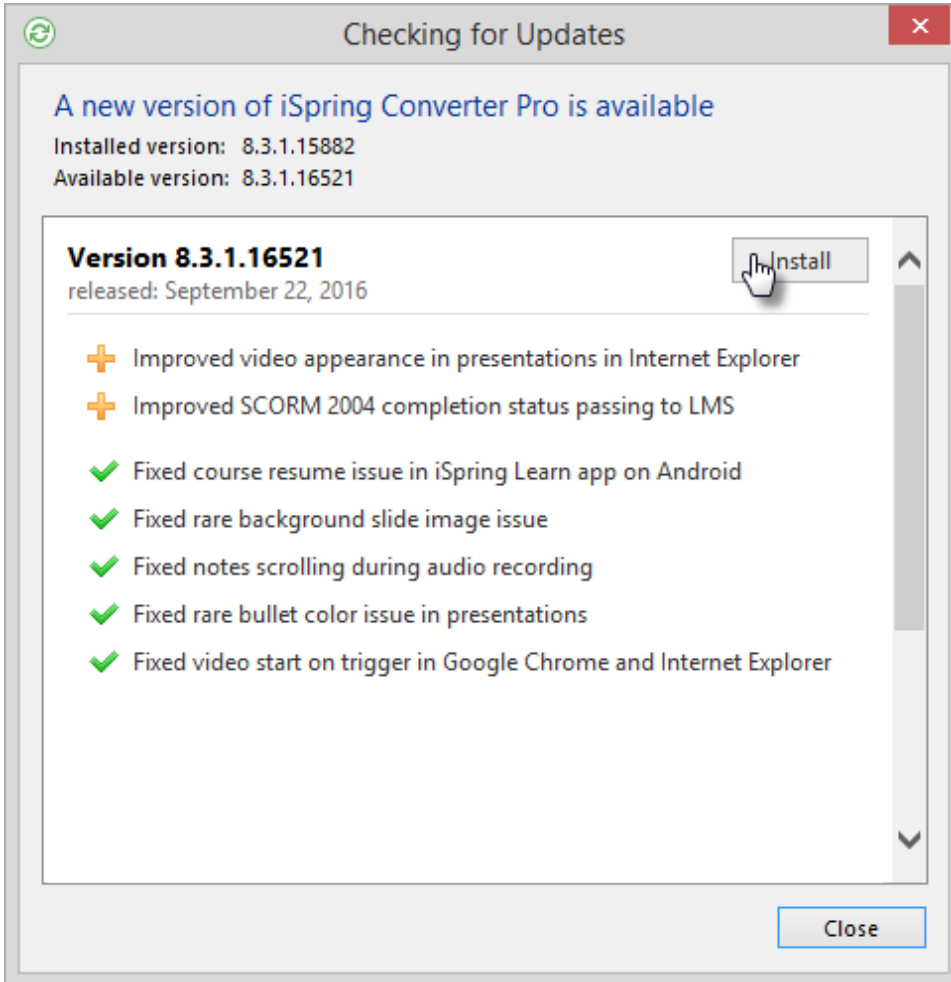 Checking for Updates
A new version of iSpring Converter Pro is available
Installed version: 8.3.1.15882
Available version: 8.3.1.16521
Version 8.3.1.16521
Install
released: September 22, 2016
Improved video appearance in presentations in Internet Explorer
Improved SCORM 2004 completion status passing to LMS
Fixed course resume issue in iSpring Learn app on Android
Fixed rare background slide image issue
Fixed notes scrolling during audio recording
Fixed rare bullet color issue in presentations
Fixed video start on trigger in Google Chrome and Internet Explorer
Close